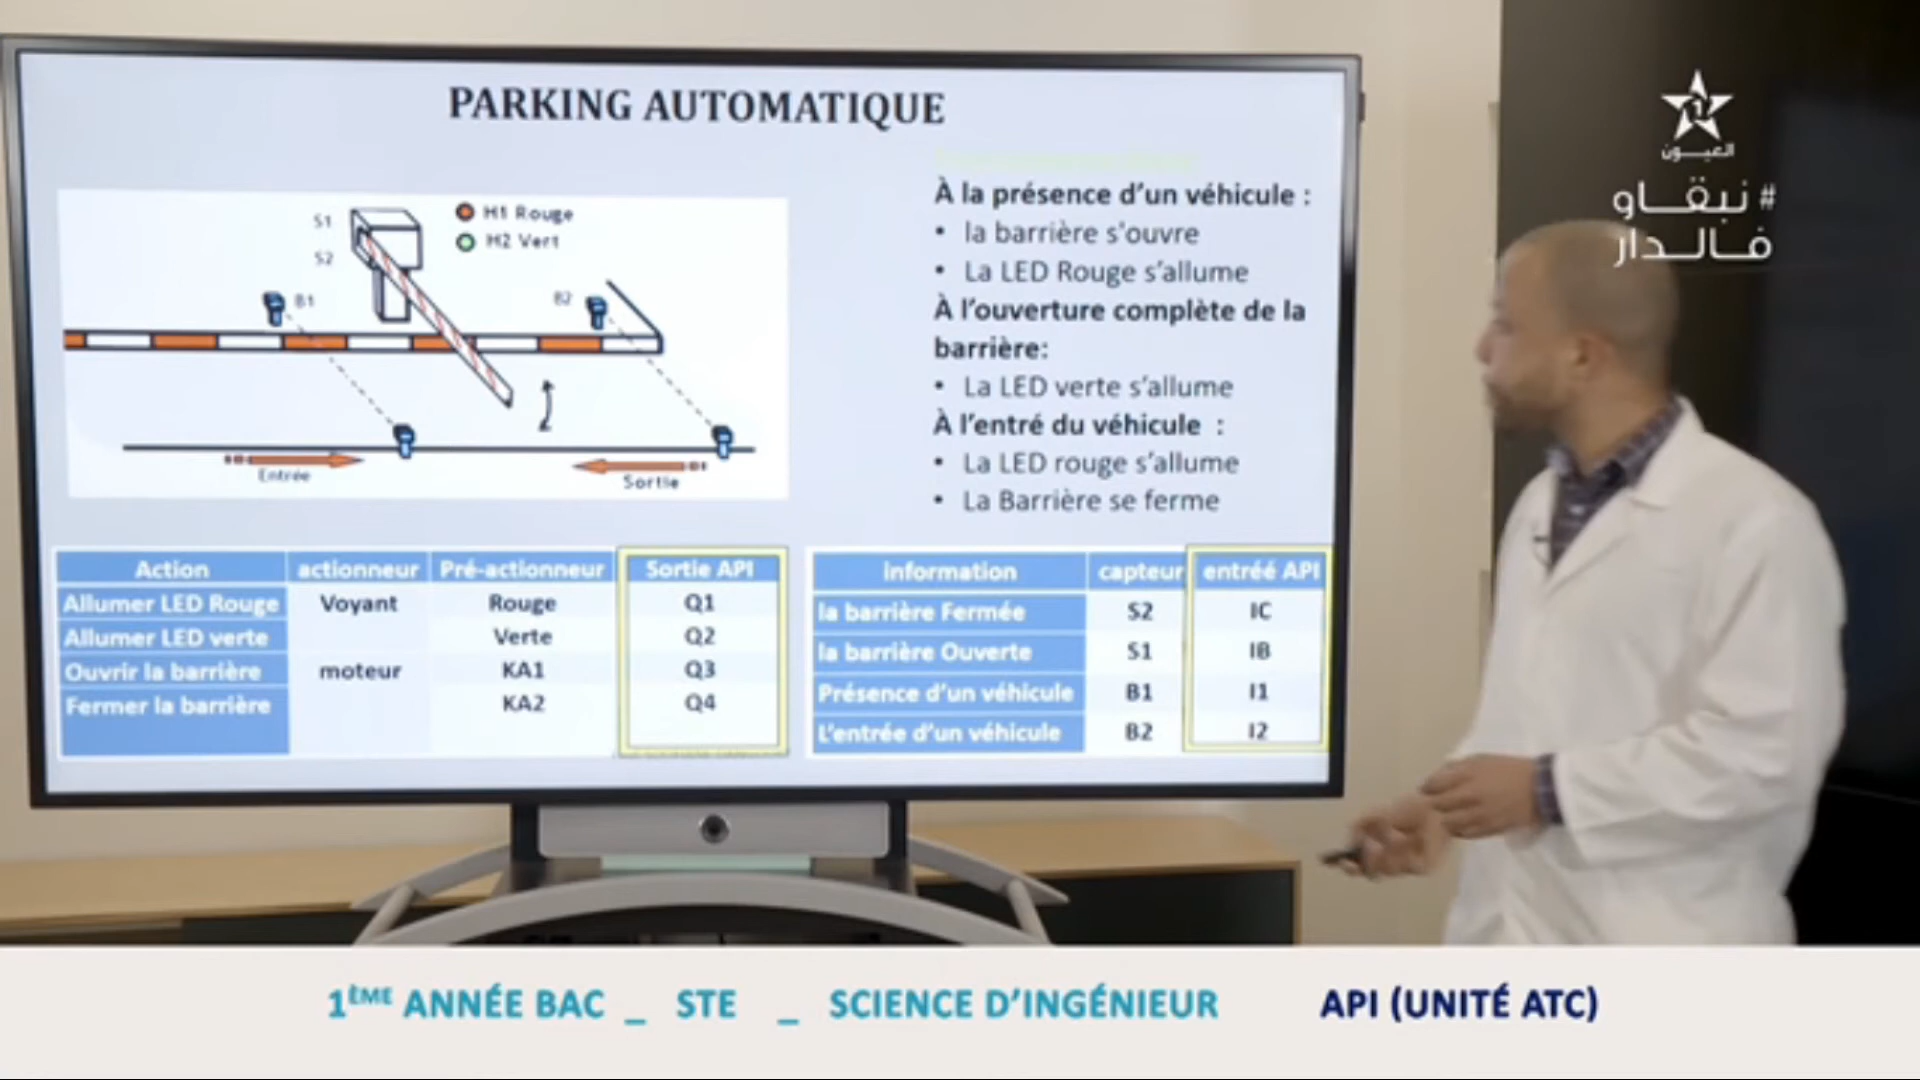 PARKING AUTOMATIQUE
S1
S2
H1 Rouge
H2 Vert
B1
B2
Entrée
Sortie
À la présence d’un véhicule :
• la barrière s'ouvre
• La LED Rouge s’allume
À l’ouverture complète de la
barrière:
• La LED verte s’allume
À l’entré du véhicule :
• La LED rouge s’allume
• La Barrière se ferme
Action actionneur Pré-actionneur Sortie API
Allumer LED Rouge Voyant Rouge Q1
Allumer LED verte Verte Q2
Ouvrir la barrière moteur KA1 Q3
Fermer la barrière KA2 Q4
information capteur entréé API
la barrière Fermée S2 IC
la barrière Ouverte S1 IB
Présence d’un véhicule B1 I1
L’entrée d’un véhicule B2 I2
1
العيون
#نبقاو
فالدار
1ÈME ANNÉE BAC _ STE _ SCIENCE D’INGÉNIEUR API (UNITÉ ATC)